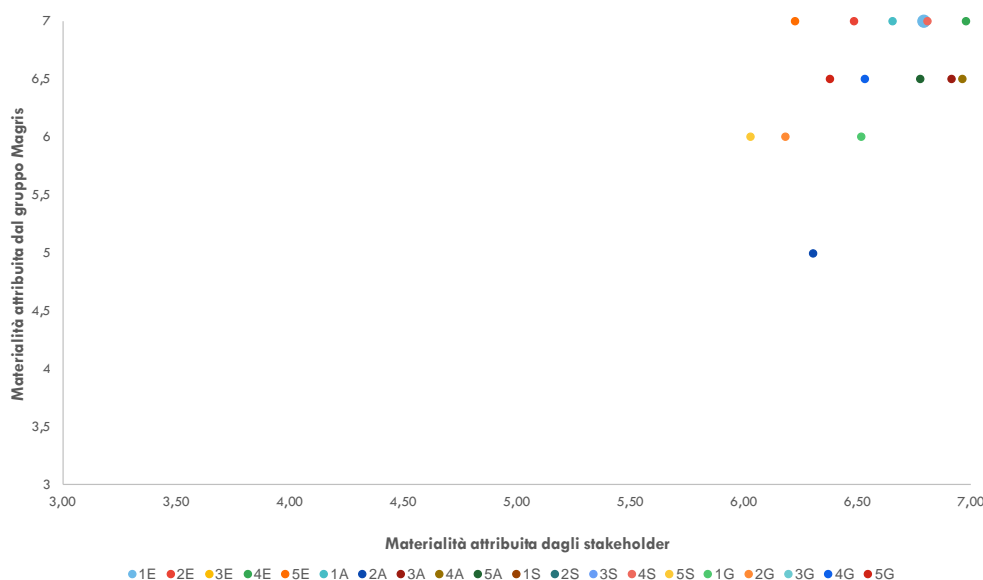 7
6,5
6
5,5
5
4,5
4
3,5
3
Materialità attribuita dal gruppo Magris
3,00 3,50 4,00 4,50 5,00 5,50 6,00 6,50 7,00
Materialità attribuita dagli stakeholder
1E 2E 3E 4E 5E 1A 2A 3A 4A 5A 1S 2S 3S 4S 5S 1G 2G 3G 4G 5G